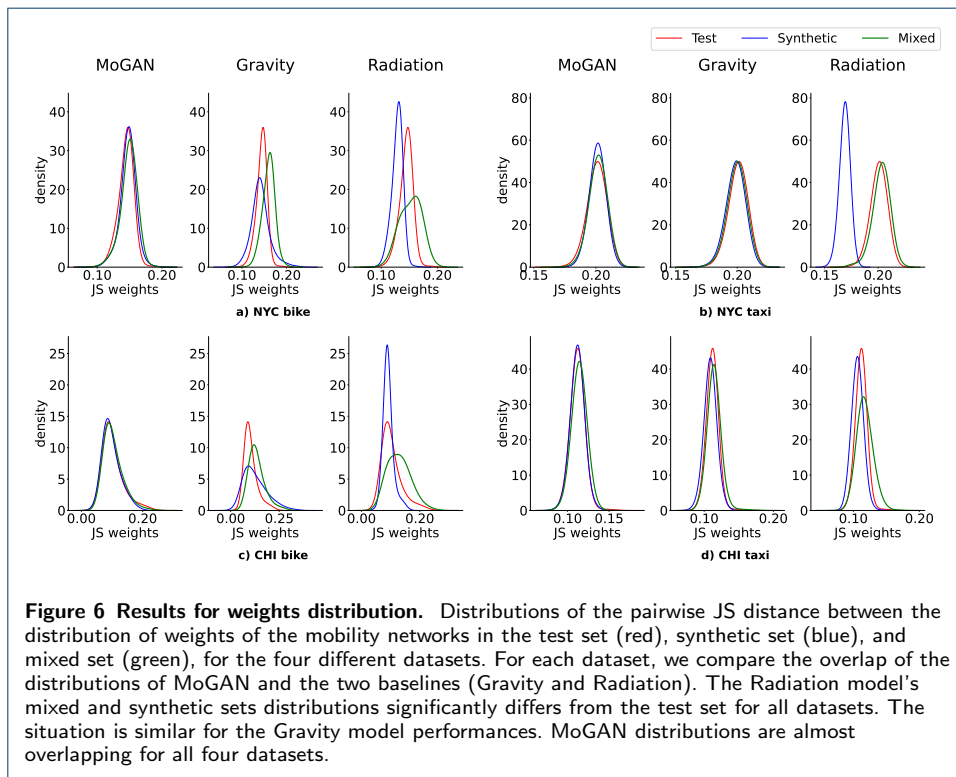 Test Synthetic Mixed
MoGAN Gravity Radiation MoGAN Gravity Radiation
density
40
30
20
10
0
0.10 0.20
JS weights
40
30
20
10
0
0.10 0.20
JS weights
40
30
20
10
0
0.10 0.20
JS weights
a) NYC bike
80
60
40
20
0.15 0.20
JS weights
80
60
40
20
0.15 0.20
JS weights
80
60
40
20
0.15 0.20
JS weights
b) NYC taxi
density
density
25
20
15
10
5
0
0.00 0.20
JS weights
25
20
15
10
5
0
0.00 0.25
JS weights
25
20
15
10
5
0
0.00 0.20
JS weights
c) CHI bike
density
40
30
20
10
0
0.10 0.15
JS weights
40
30
20
10
0
0.10 0.20
JS weights
40
30
20
10
0
0.10 0.20
JS weights
d) CHI taxi
Figure 6 Results for weights distribution. Distributions of the pairwise JS distance between the
distribution of weights of the mobility networks in the test set (red), synthetic set (blue), and
mixed set (green), for the four different datasets. For each dataset, we compare the overlap of the
distributions of MoGAN and the two baselines (Gravity and Radiation). The Radiation model's
mixed and synthetic sets distributions significantly differs from the test set for all datasets. The
situation is similar for the Gravity model performances. MoGAN distributions are almost
overlapping for all four datasets.